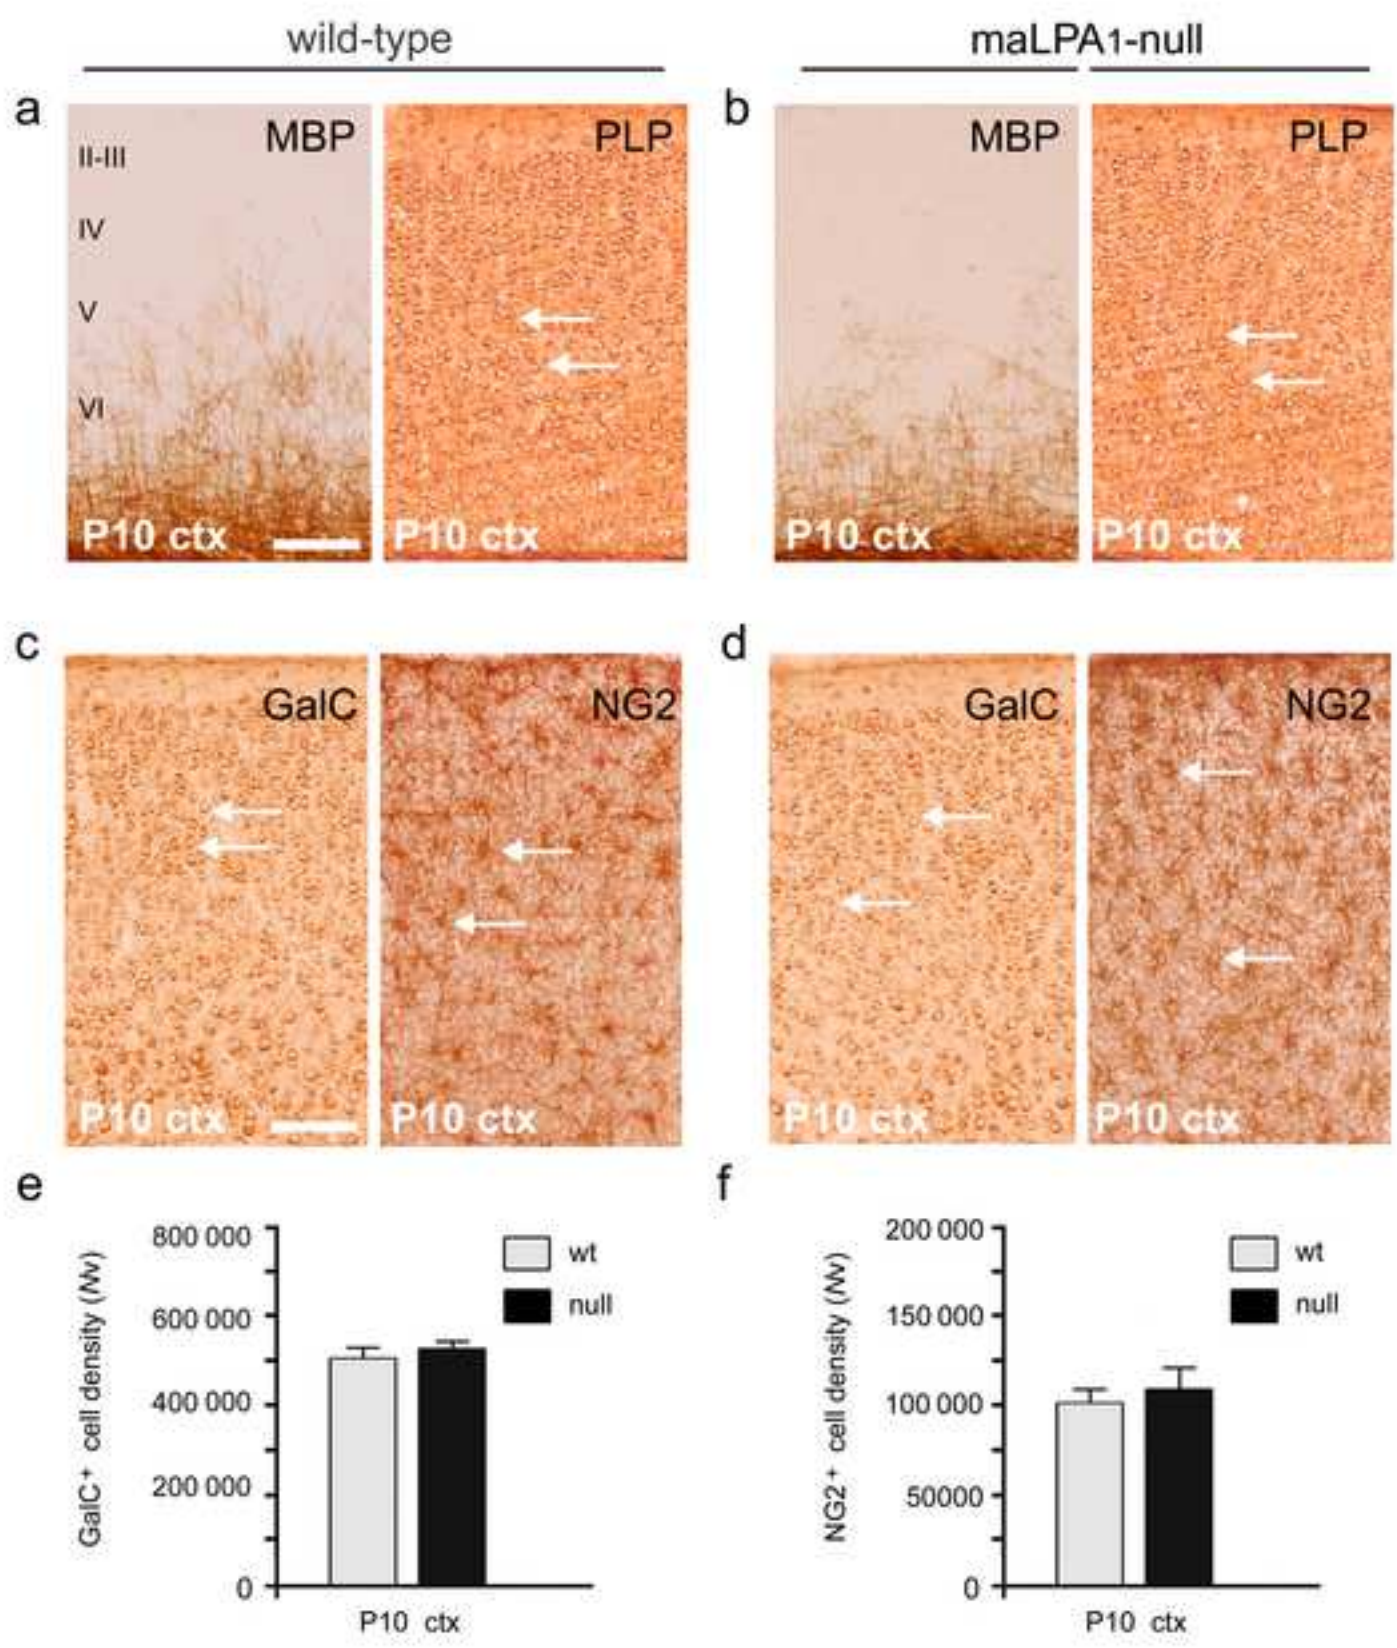 wild-type
maLPA1-null
a
MBP
PLP
II-III
IV
V
VI
P10 ctx
P10 ctx
b
MBP
PLP
P10 ctx
P10 ctx
c
GalC
NG2
P10 ctx
P10 ctx
d
GalC
NG2
P10 ctx
P10 ctx
e
GalC+ cell density (Nv)
800 000
600 000
400 000
200 000
0
wt
null
P10 ctx
f
NG2+ cell density (Nv)
200 000
150 000
100 000
50000
0
wt
null
P10 ctx